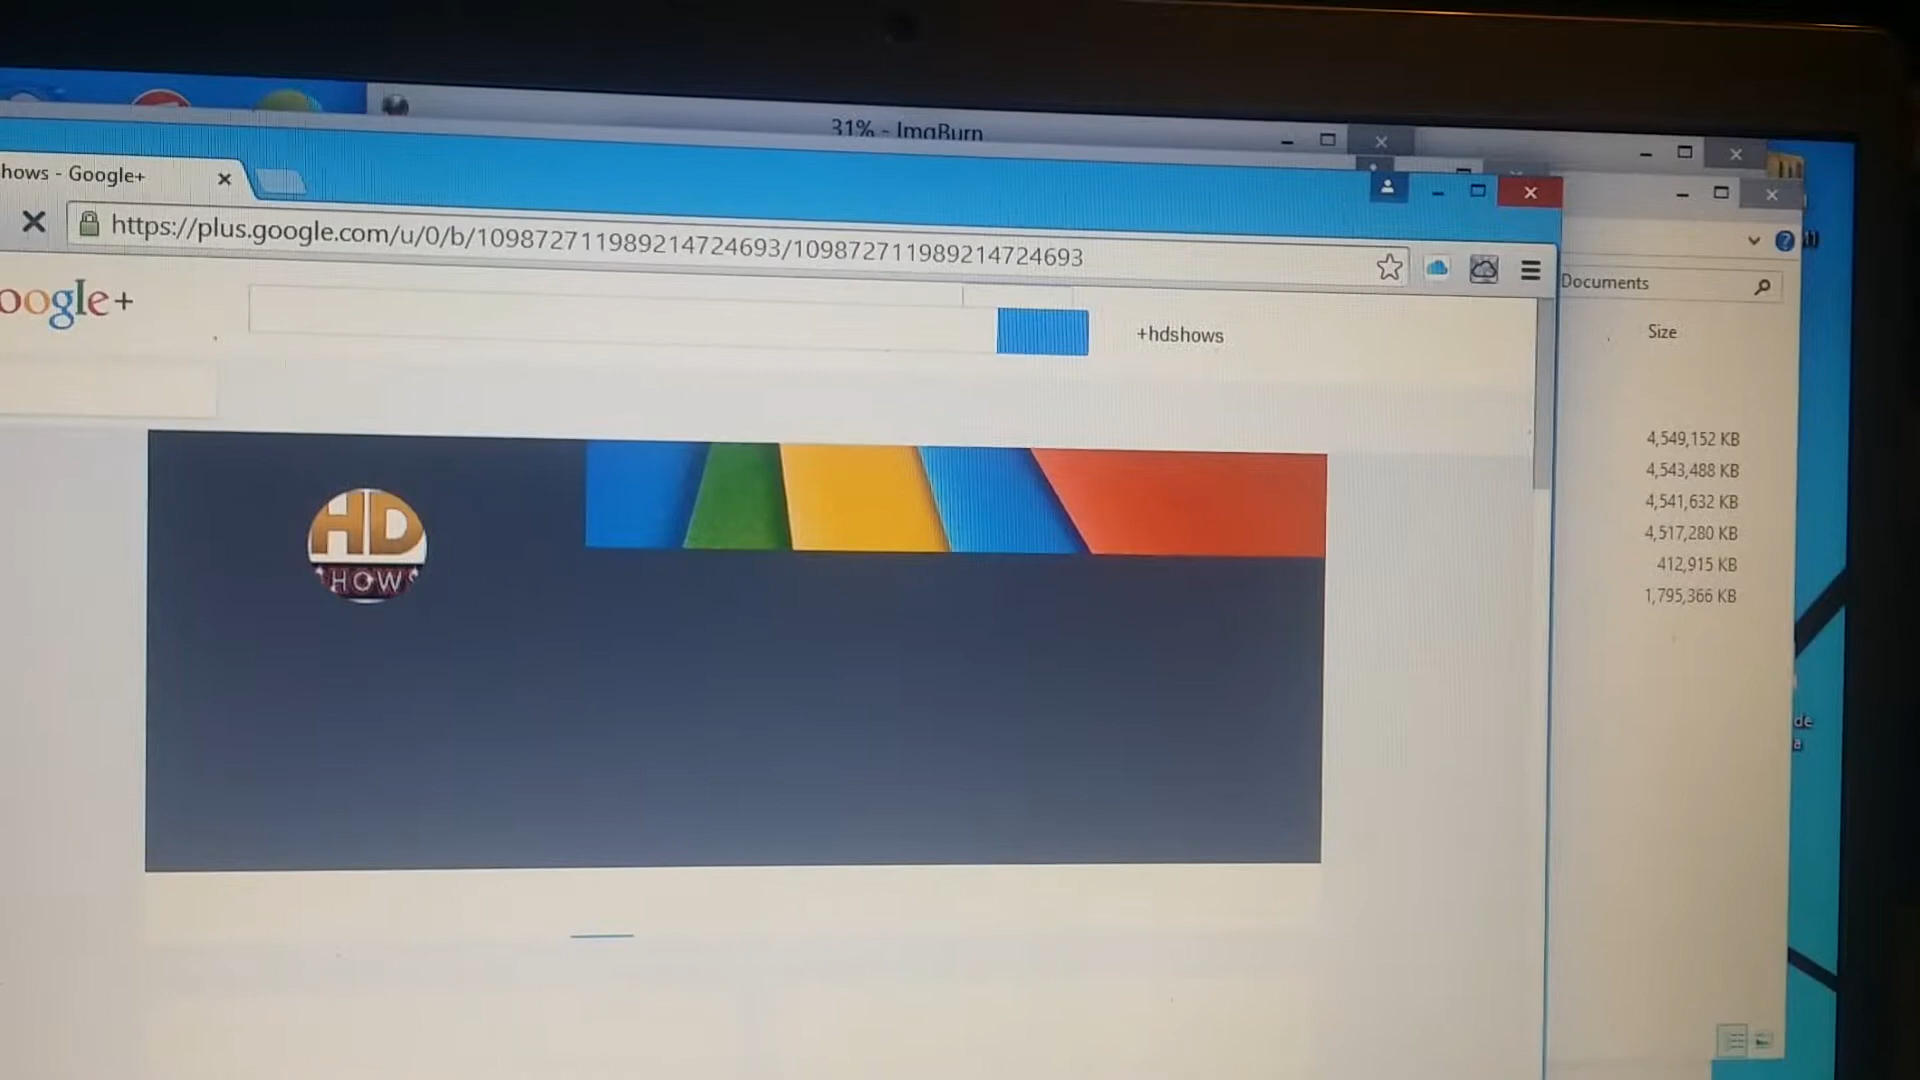 31% - ImgBurn
hows - Google+
https://plus.google.com/u/0/b/109872711989214724693/109872711989214724693
Documents
oogle+
+hdshows
Size
4,549,152 KB
4,543,488 KB
4,541,632 KB
4,517,280 KB
412,915 KB
1,795,366 KB
HD
HOW
de
a